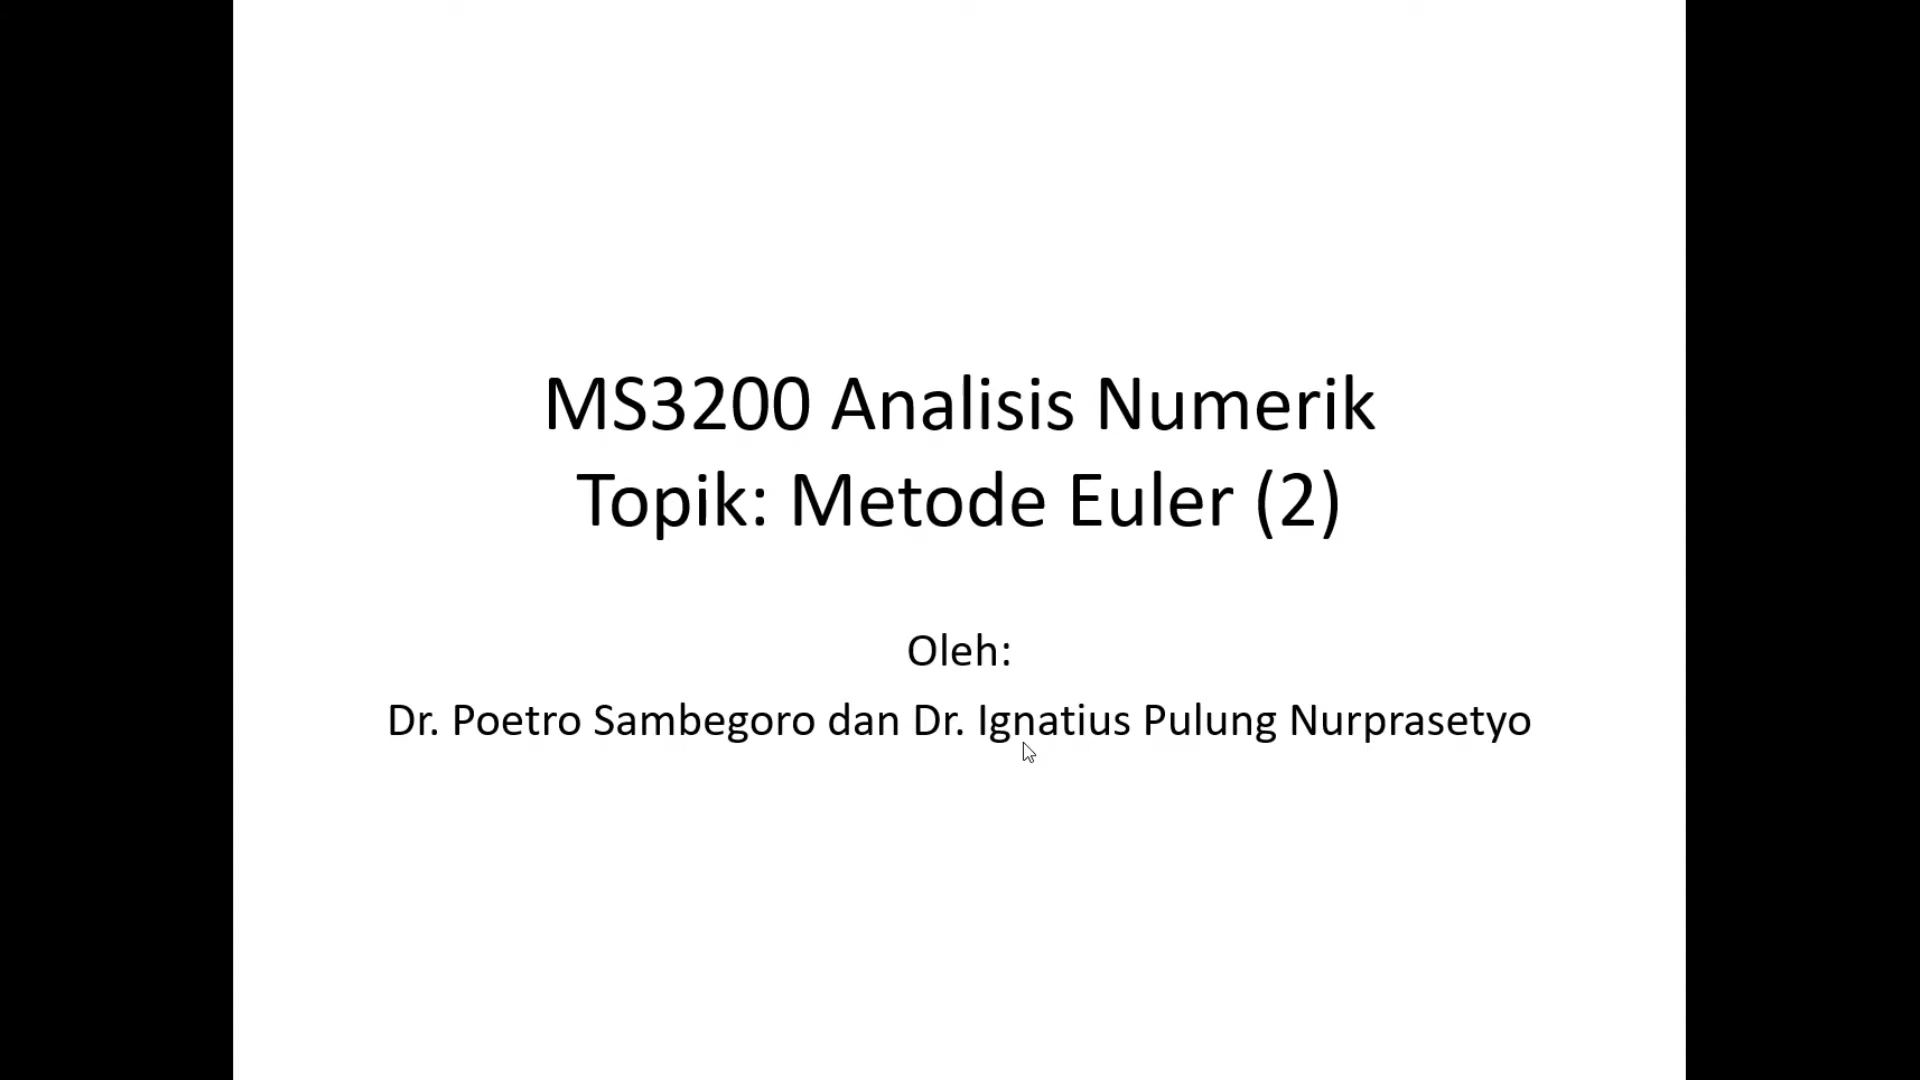 MS3200 Analisis Numerik
Topik: Metode Euler (2)
Oleh:
Dr. Poetro Sambegoro dan Dr. Ignatius Pulung Nurprasetyo